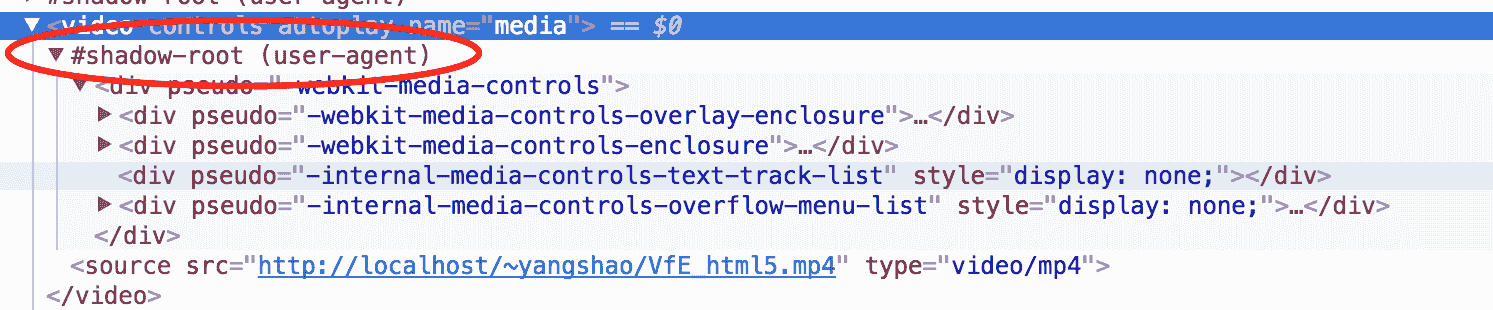 #shadow-root (user-agent)
<video controls autoplay name="media"> == $0
#shadow-root (user-agent)
<div pseudo="-webkit-media-controls">
<div pseudo="-webkit-media-controls-overlay-enclosure">…</div>
<div pseudo="-webkit-media-controls-enclosure">…</div>
<div pseudo="-internal-media-controls-text-track-list" style="display: none;"></div>
<div pseudo="-internal-media-controls-overflow-menu-list" style="display: none;">…</div>
</div>
<source src="http://localhost/~yangshao/VfE_html5.mp4" type="video/mp4">
</video>